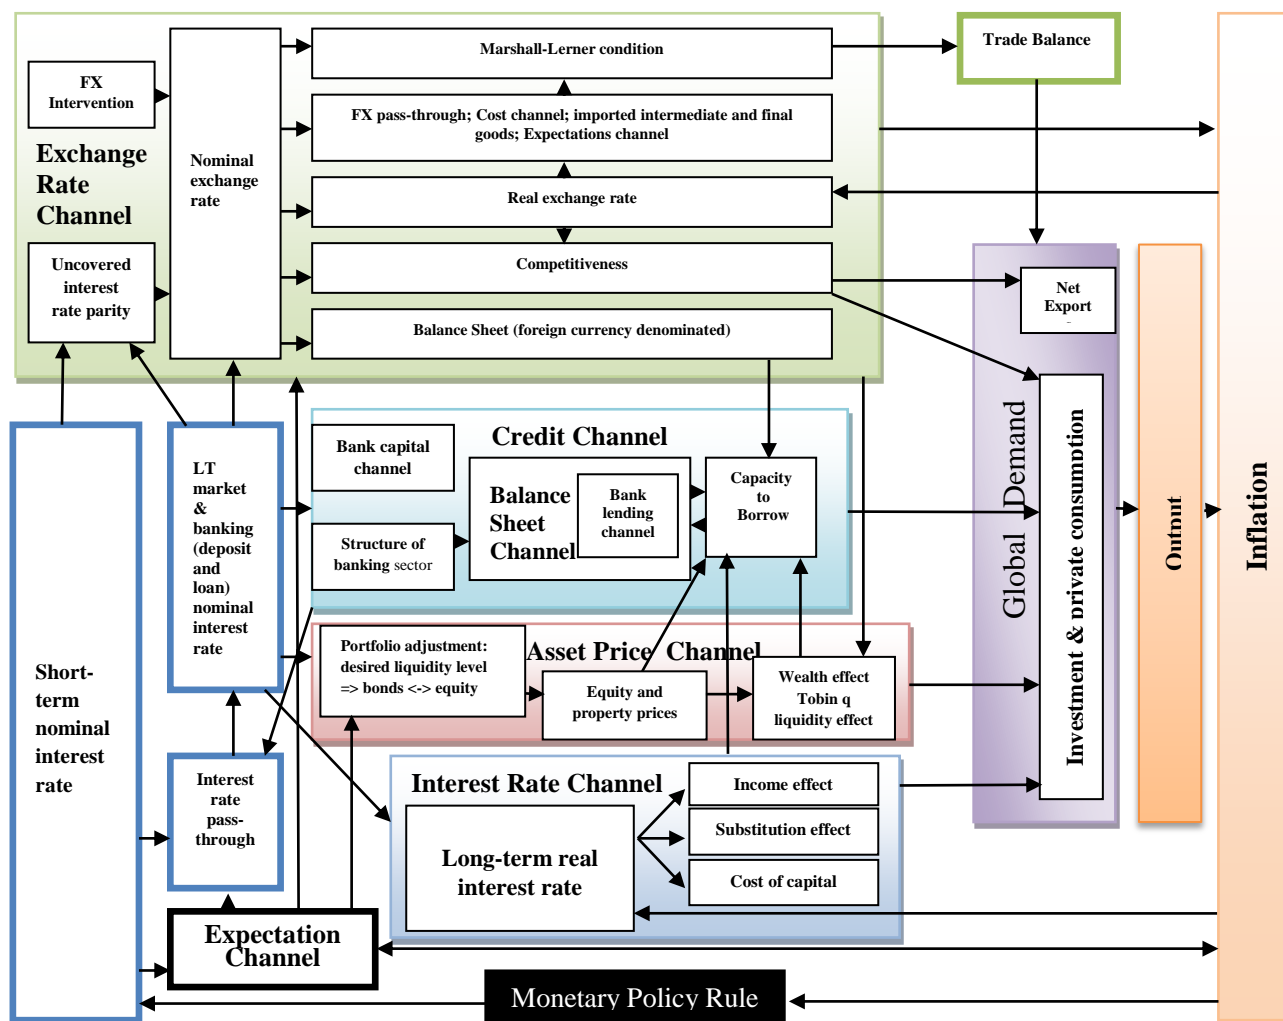 Marshall-Lerner condition
Trade Balance
FX
Intervention
FX pass-through; Cost channel; imported intermediate and final
goods; Expectations channel
Exchange
Rate
Channel
Nominal
exchange
rate
Real exchange rate
Uncovered
interest
rate parity
Competitiveness
Net
Export
Balance Sheet (foreign currency denominated)
Credit Channel
Bank capital
channel
LT
market
&
banking
(deposit
and
loan)
nominal
interest
rate
Balance
Sheet
Channel
Bank
lending
channel
Capacity
to
Borrow
Structure of
banking sector
Global Demand
Investment & private consumption
Output
Inflation
Short-
term
nominal
interest
rate
Portfolio adjustment:
desired liquidity level
=> bonds <-> equity
Asset Price Channel
Equity and
property prices
Wealth effect
Tobin q
liquidity effect
Interest
rate
pass-
through
Interest Rate Channel
Income effect
Substitution effect
Cost of capital
Long-term real
interest rate
Expectation
Channel
Monetary Policy Rule